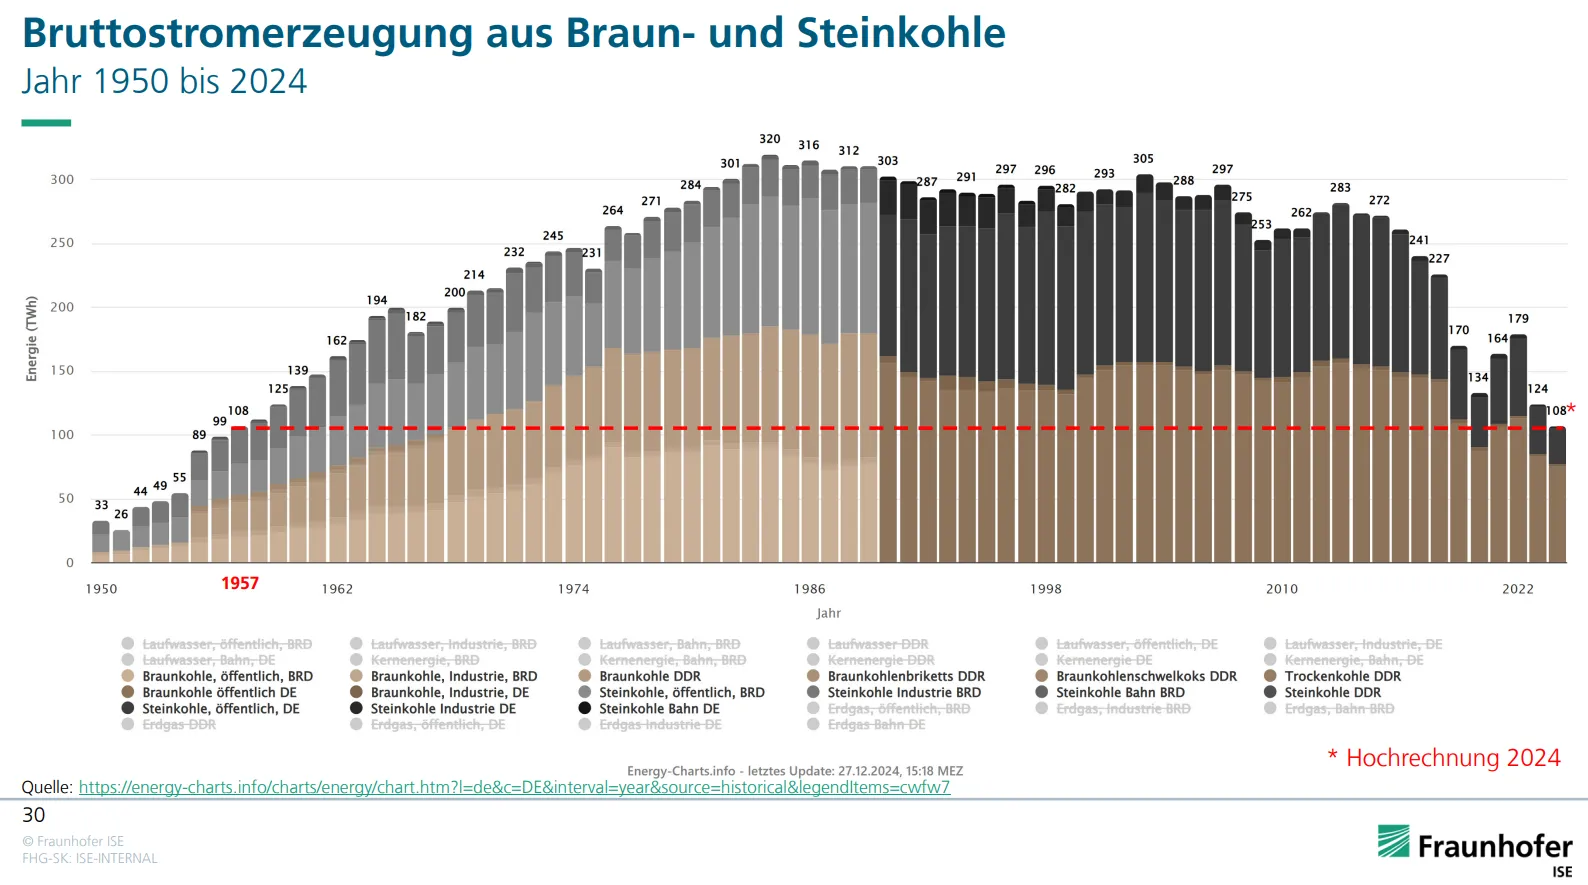 Bruttostromerzeugung aus Braun- und Steinkohle
Jahr 1950 bis 2024
Energie (TWh)
300
250
200
150
100
50
0
33
26
44
49
55
89
99
108
125
139
162
194
182
200
214
232
245
231
264
271
284
301
320
316
312
303
287
291
297
296
282
293
305
288
297
275
253
262
283
272
241
227
170
134
164
179
124
108*
1950
1957
1962
1974
1986
1998
2010
2022
Jahr
Laufwasser, öffentlich, BRD
Laufwasser, Industrie, BRD
Laufwasser, Bahn, BRD
Laufwasser DDR
Laufwasser, öffentlich, DE
Laufwasser, Industrie, DE
Laufwasser, Bahn, DE
Kernenergie, BRD
Kernenergie, Bahn, BRD
Kernenergie DDR
Kernenergie DE
Kernenergie, Bahn, DE
Braunkohle, öffentlich, BRD
Braunkohle, Industrie, BRD
Braunkohle DDR
Braunkohlenbriketts DDR
Braunkohlenschwelkoks DDR
Trockenkohle DDR
Braunkohle öffentlich DE
Braunkohle, Industrie, DE
Steinkohle, öffentlich, BRD
Steinkohle Industrie BRD
Steinkohle Bahn BRD
Steinkohle DDR
Steinkohle, öffentlich, DE
Steinkohle Industrie DE
Steinkohle Bahn DE
Erdgas, öffentlich, BRD
Erdgas, Industrie BRD
Erdgas, Bahn BRD
Erdgas DDR
Erdgas, öffentlich, DE
Erdgas Industrie DE
Erdgas Bahn DE
* Hochrechnung 2024
Energy-Charts.info - letztes Update: 27.12.2024, 15:18 MEZ
Quelle: https://energy-charts.info/charts/energy/chart.htm?l=de&c=DE&interval=year&source=historical&legendItems=cwfw7
30
© Fraunhofer ISE
FHG-SK: ISE-INTERNAL
Fraunhofer
ISE